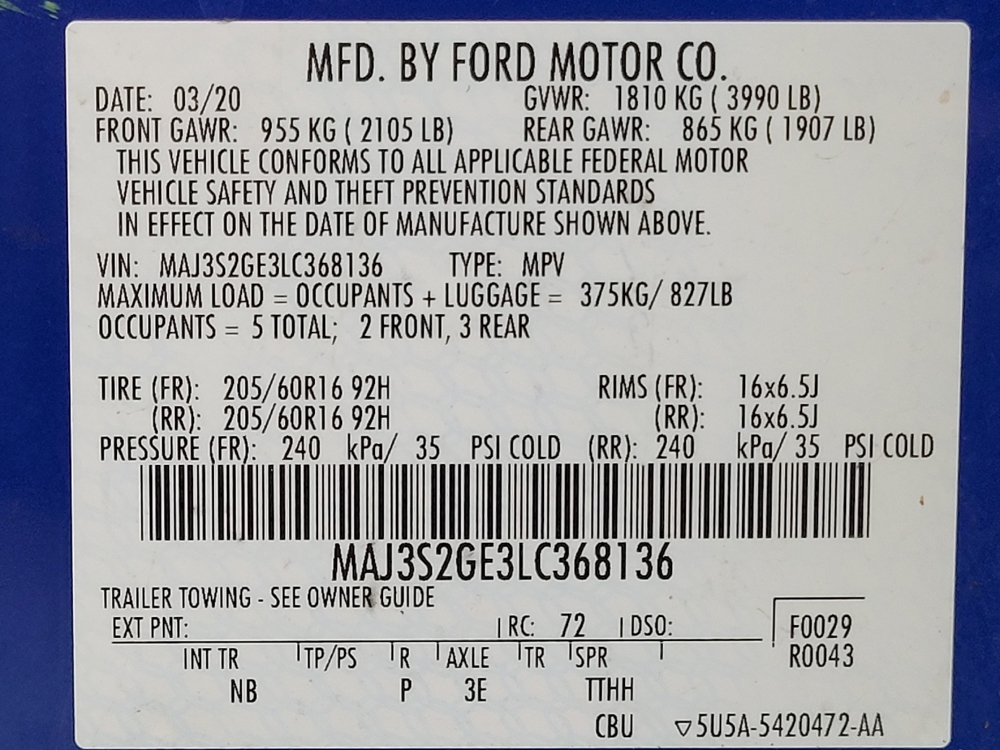 MFD. BY FORD MOTOR CO.
DATE: 03/20 GVWR: 1810 KG ( 3990 LB)
FRONT GAWR: 955 KG ( 2105 LB) REAR GAWR: 865 KG ( 1907 LB)
THIS VEHICLE CONFORMS TO ALL APPLICABLE FEDERAL MOTOR
VEHICLE SAFETY AND THEFT PREVENTION STANDARDS
IN EFFECT ON THE DATE OF MANUFACTURE SHOWN ABOVE.
VIN: MAJ3S2GE3LC368136 TYPE: MPV
MAXIMUM LOAD = OCCUPANTS + LUGGAGE = 375KG/ 827LB
OCCUPANTS = 5 TOTAL; 2 FRONT, 3 REAR
TIRE (FR): 205/60R16 92H RIMS (FR): 16x6.5J
(RR): 205/60R16 92H (RR): 16x6.5J
PRESSURE (FR): 240 kPa/ 35 PSI COLD (RR): 240 kPa/ 35 PSI COLD
MAJ3S2GE3LC368136
TRAILER TOWING - SEE OWNER GUIDE
EXT PNT: RC: 72 DSO: F0029
INT TR TP/PS R AXLE TR SPR R0043
NB P 3E TTHH
CBU ▽5U5A-5420472-AA